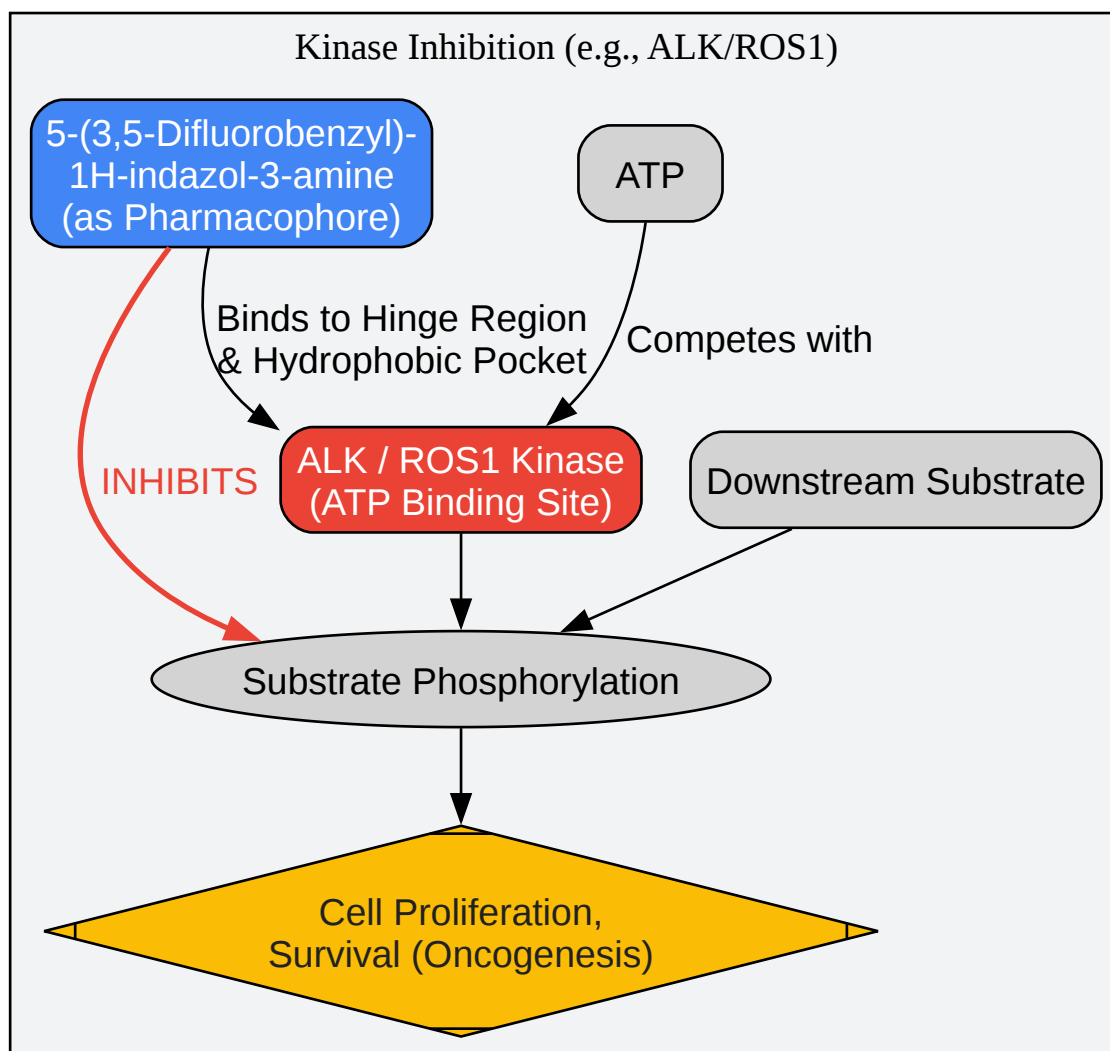 Kinase Inhibition (e.g., ALK/ROS1)
5-(3,5-Difluorobenzyl)-
1H-indazol-3-amine
(as Pharmacophore)
ATP
Binds to Hinge Region
& Hydrophobic Pocket
Competes with
ALK / ROS1 Kinase
(ATP Binding Site)
INHIBITS
Downstream Substrate
Substrate Phosphorylation
Cell Proliferation,
Survival (Oncogenesis)